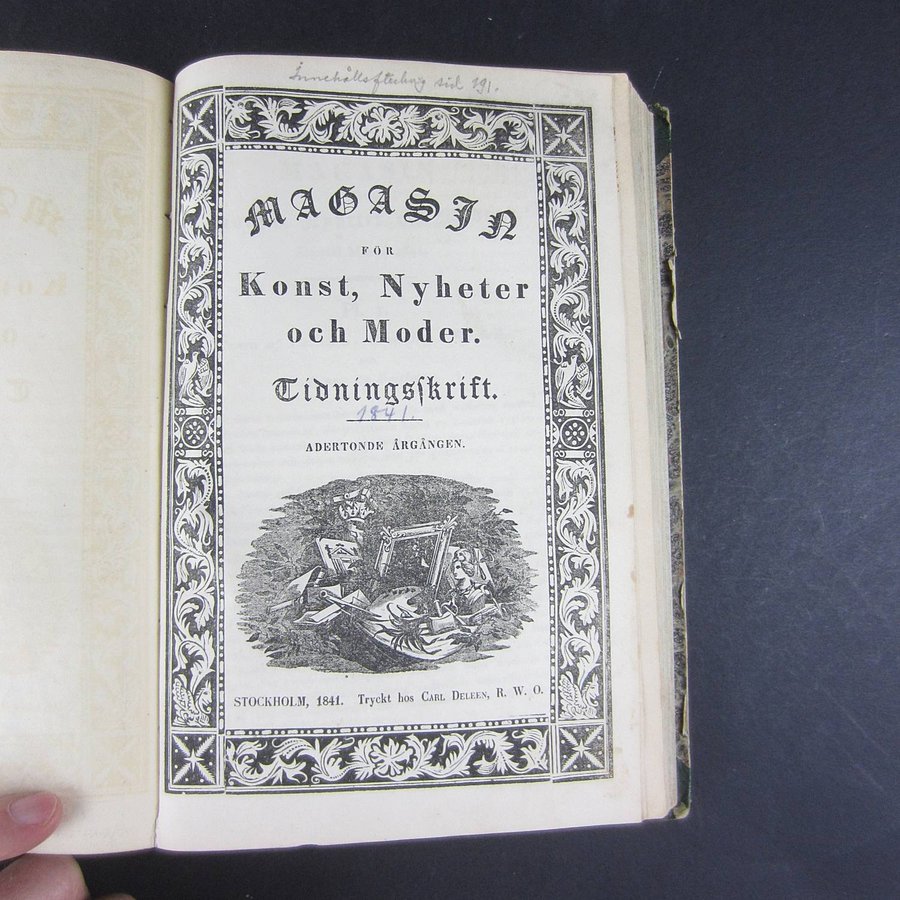 Innehållsförteckning sid 191.
MAGASIN
FÖR
Konst, Nyheter
och Moder.
Tidningsſkrift.
1841.
ADERTONDE ÅRGÅNGEN.
STOCKHOLM, 1841. Tryckt hos CARL DELEEN, R. W. O.